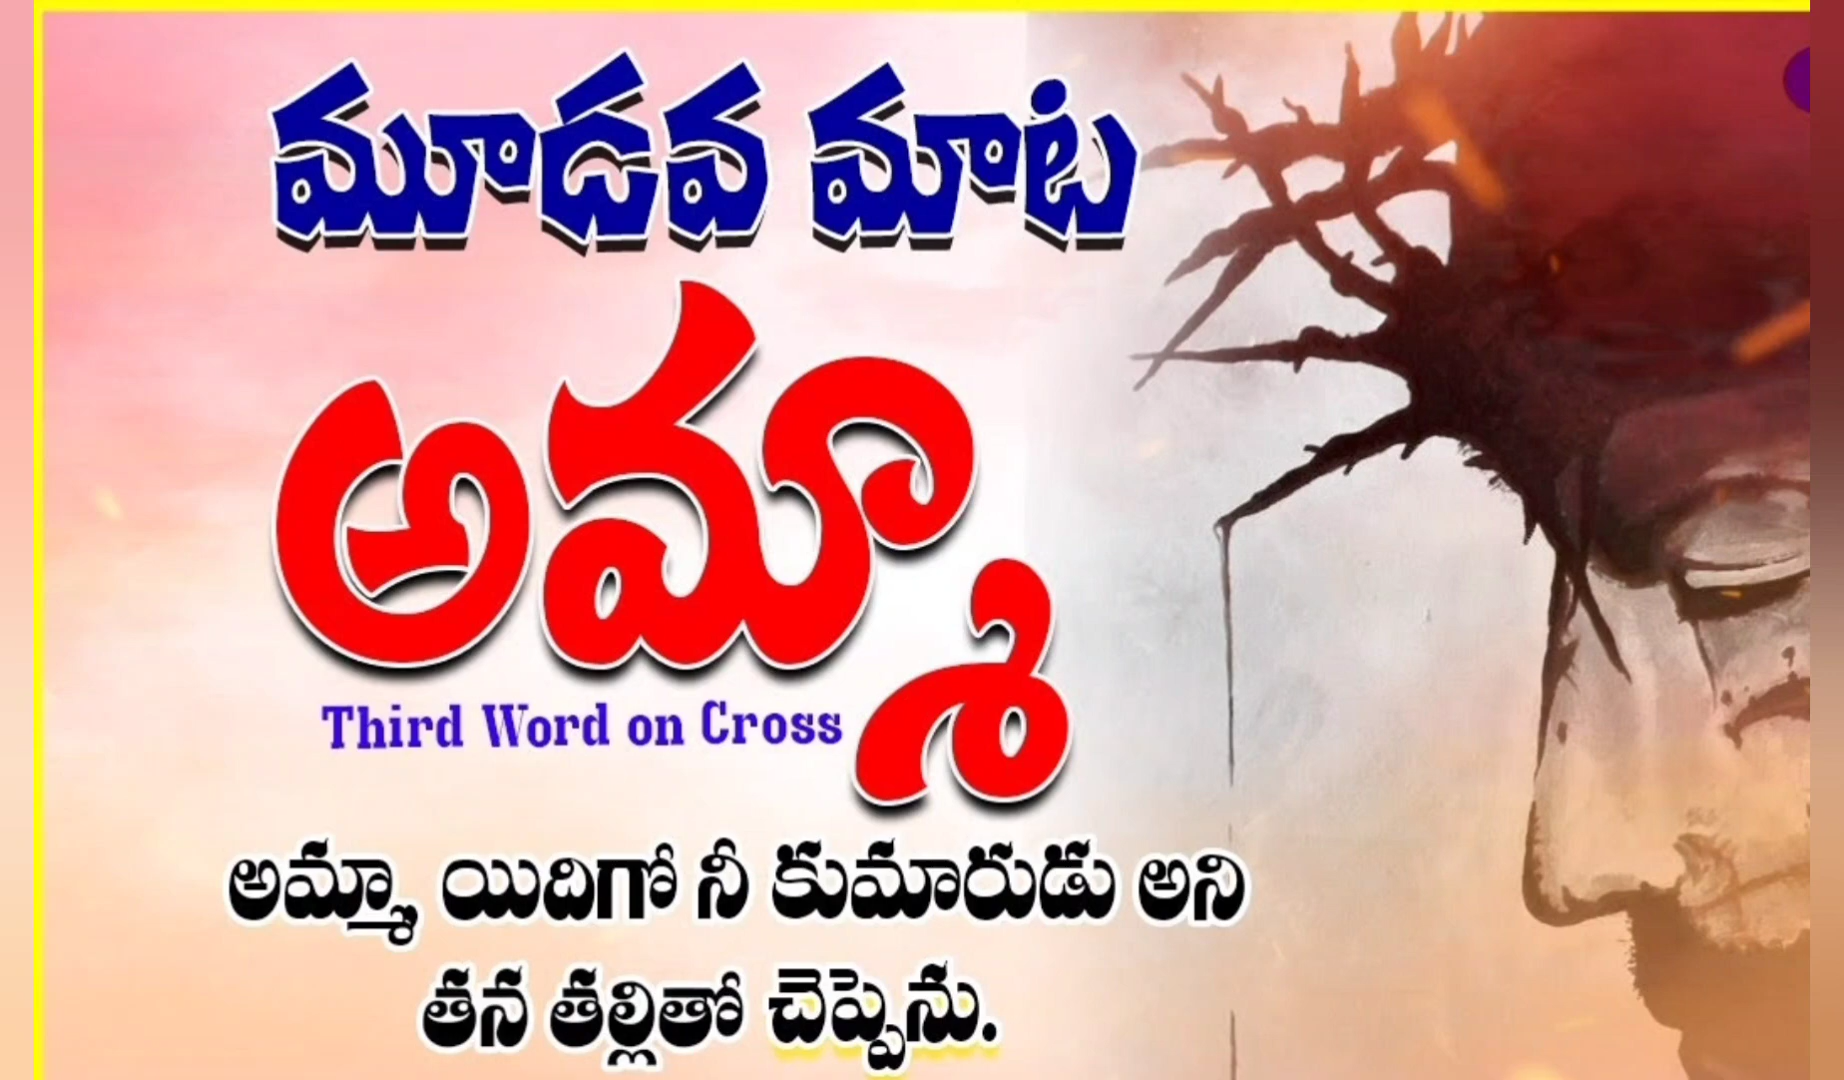 మూడవ మాట
అమ్మా
Third Word on Cross
అమ్మా, యిదిగో నీ కుమారుడు అని
తన తల్లితో చెప్పెను.